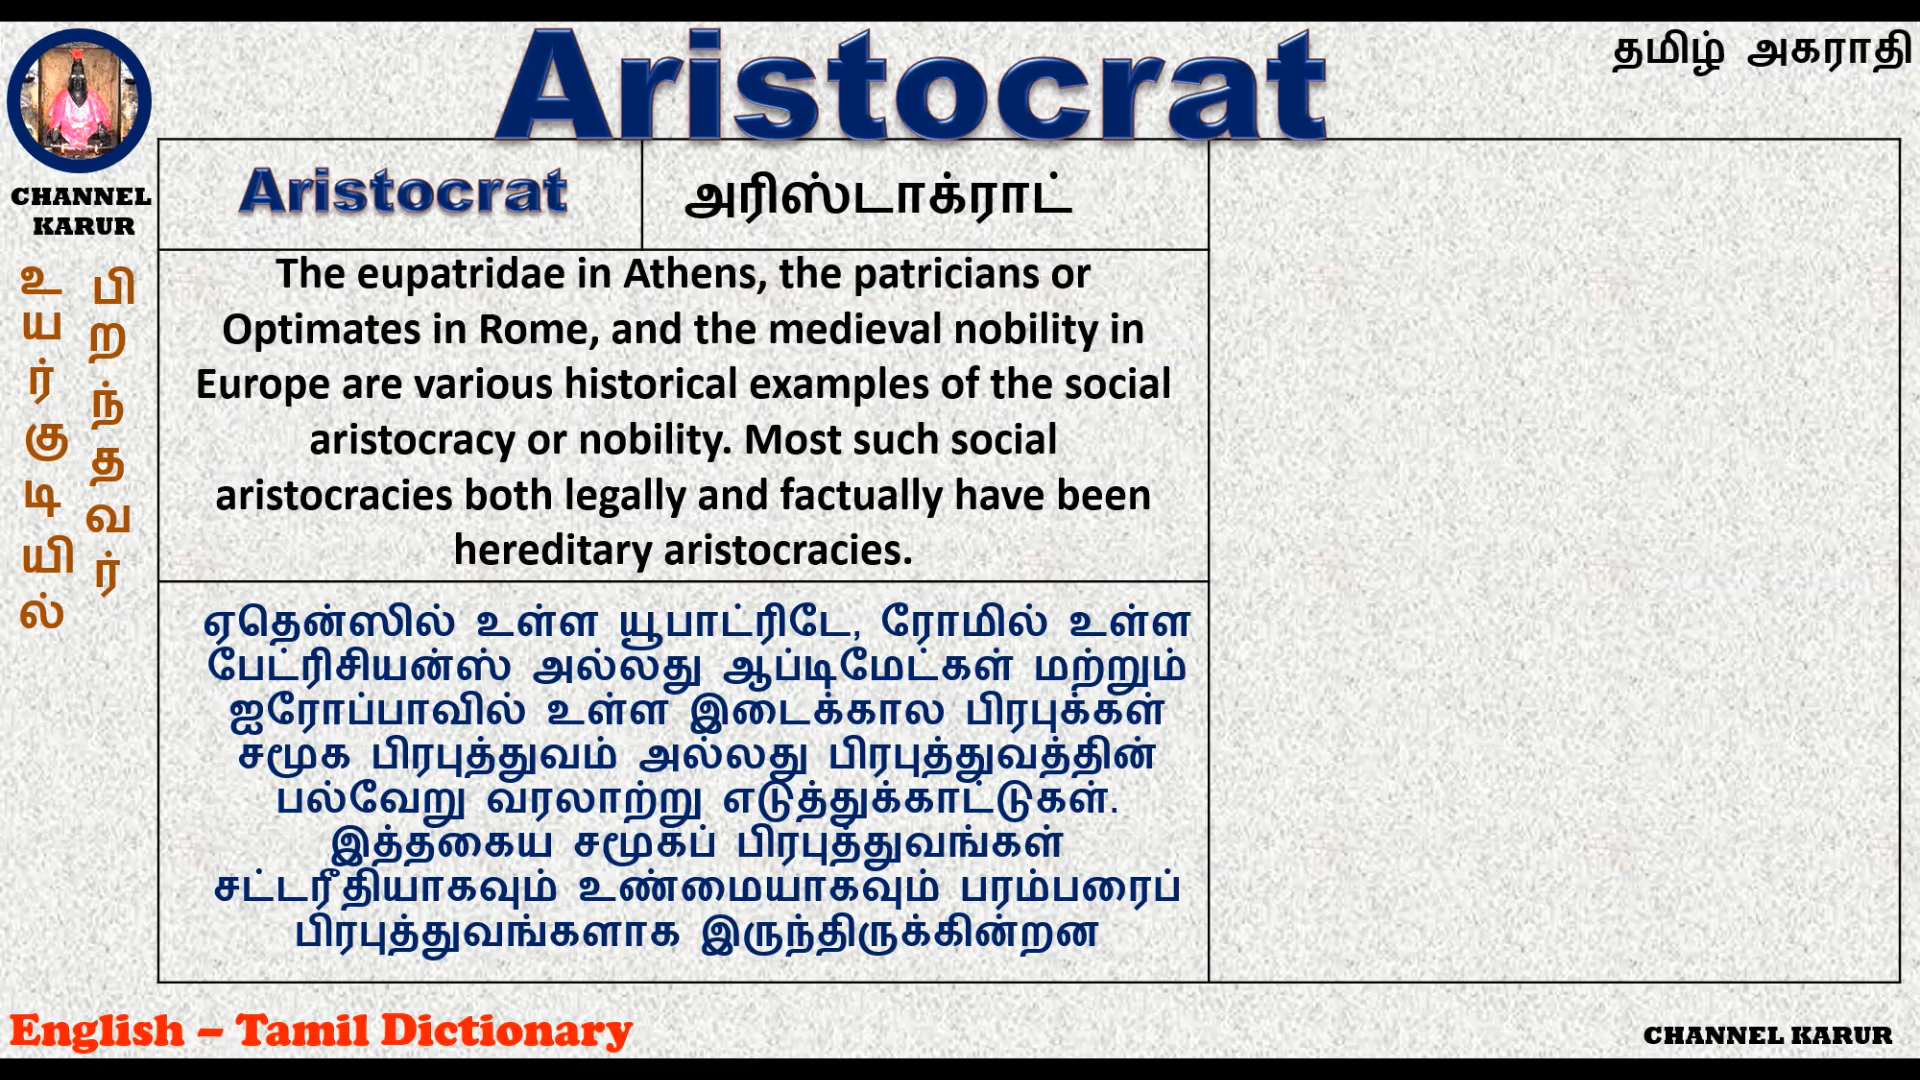 Aristocrat
தமிழ் அகராதி
CHANNEL
KARUR
Aristocrat
அரிஸ்டாக்ராட்
உயர்குடியில்
பிறந்தவர்
The eupatridae in Athens, the patricians or
Optimates in Rome, and the medieval nobility in
Europe are various historical examples of the social
aristocracy or nobility. Most such social
aristocracies both legally and factually have been
hereditary aristocracies.
ஏதென்ஸில் உள்ள யூபாட்ரிடே, ரோமில் உள்ள
பேட்ரிசியன்ஸ் அல்லது ஆப்டிமேட்கள் மற்றும்
ஐரோப்பாவில் உள்ள இடைக்கால பிரபுக்கள்
சமூக பிரபுத்துவம் அல்லது பிரபுத்துவத்தின்
பல்வேறு வரலாற்று எடுத்துக்காட்டுகள்.
இத்தகைய சமூகப் பிரபுத்துவங்கள்
சட்டரீதியாகவும் உண்மையாகவும் பரம்பரைப்
பிரபுத்துவங்களாக இருந்திருக்கின்றன
English – Tamil Dictionary
CHANNEL KARUR